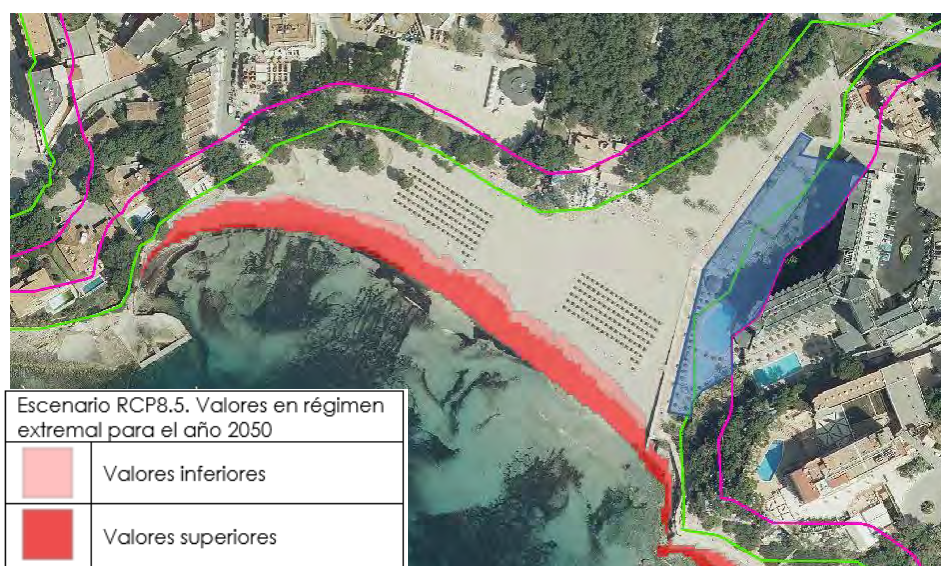 Escenario RCP8.5. Valores en régimen
extremal para el año 2050
Valores inferiores
Valores superiores